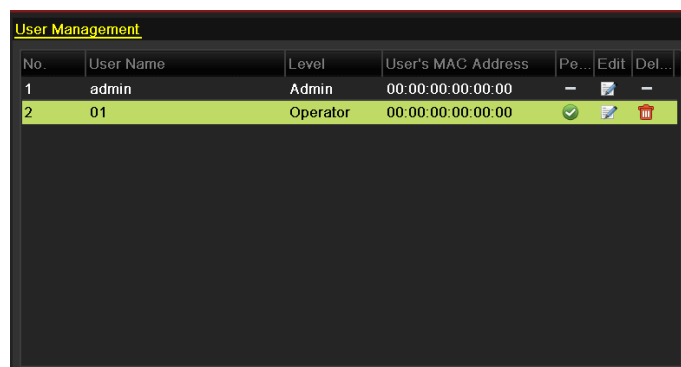 User Management
No. User Name Level User's MAC Address Pe... Edit Del...
1 admin Admin 00:00:00:00:00:00 – –
2 01 Operator 00:00:00:00:00:00